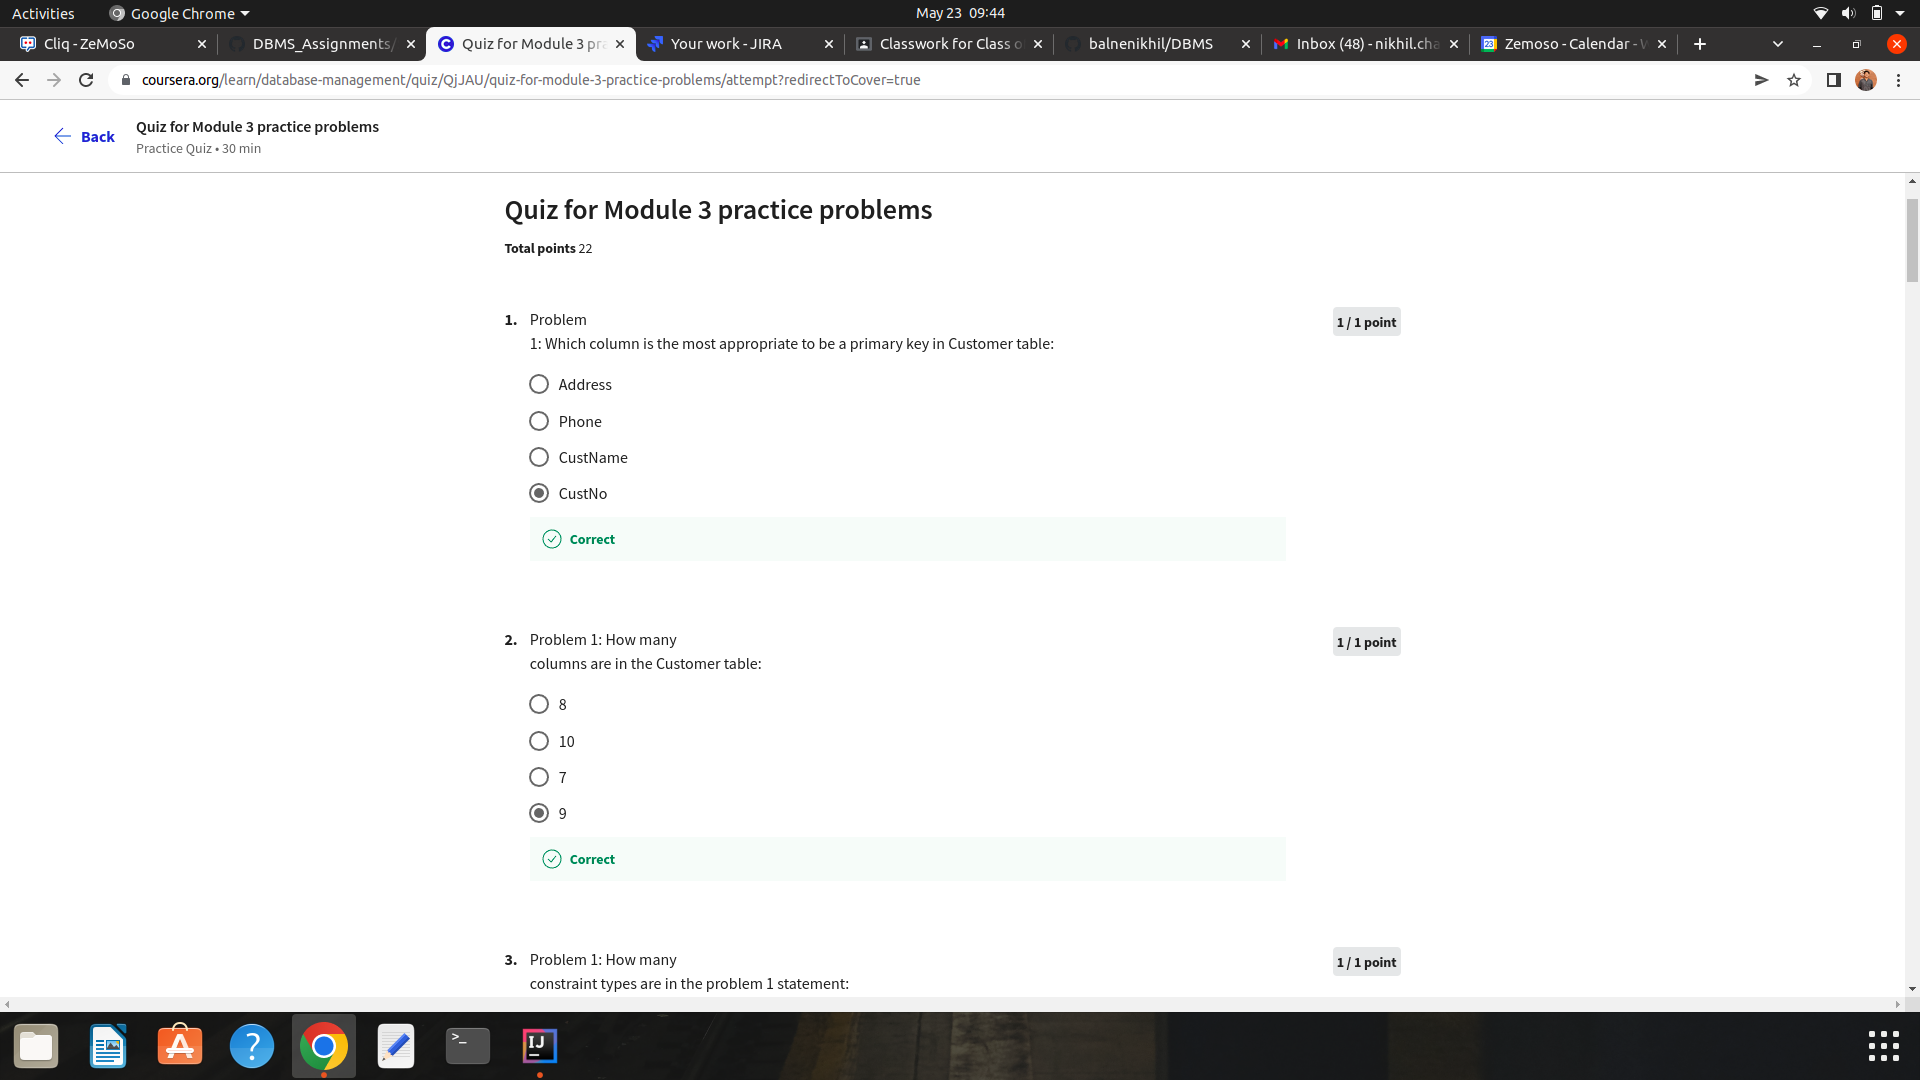 Activities
Google Chrome
May 23 09:44
Cliq - ZeMoSo
DBMS_Assignments/
Quiz for Module 3 pra
Your work - JIRA
Classwork for Class o
balnenikhil/DBMS
Inbox (48) - nikhil.cha
23
Zemoso - Calendar - W
coursera.org/learn/database-management/quiz/QjJAU/quiz-for-module-3-practice-problems/attempt?redirectToCover=true
Back
Quiz for Module 3 practice problems
Practice Quiz • 30 min
Quiz for Module 3 practice problems
Total points 22
1. Problem
1 / 1 point
1: Which column is the most appropriate to be a primary key in Customer table:
Address
Phone
CustName
CustNo
Correct
2. Problem 1: How many
1 / 1 point
columns are in the Customer table:
8
10
7
9
Correct
3. Problem 1: How many
1 / 1 point
constraint types are in the problem 1 statement:
A
?
>_
IJ